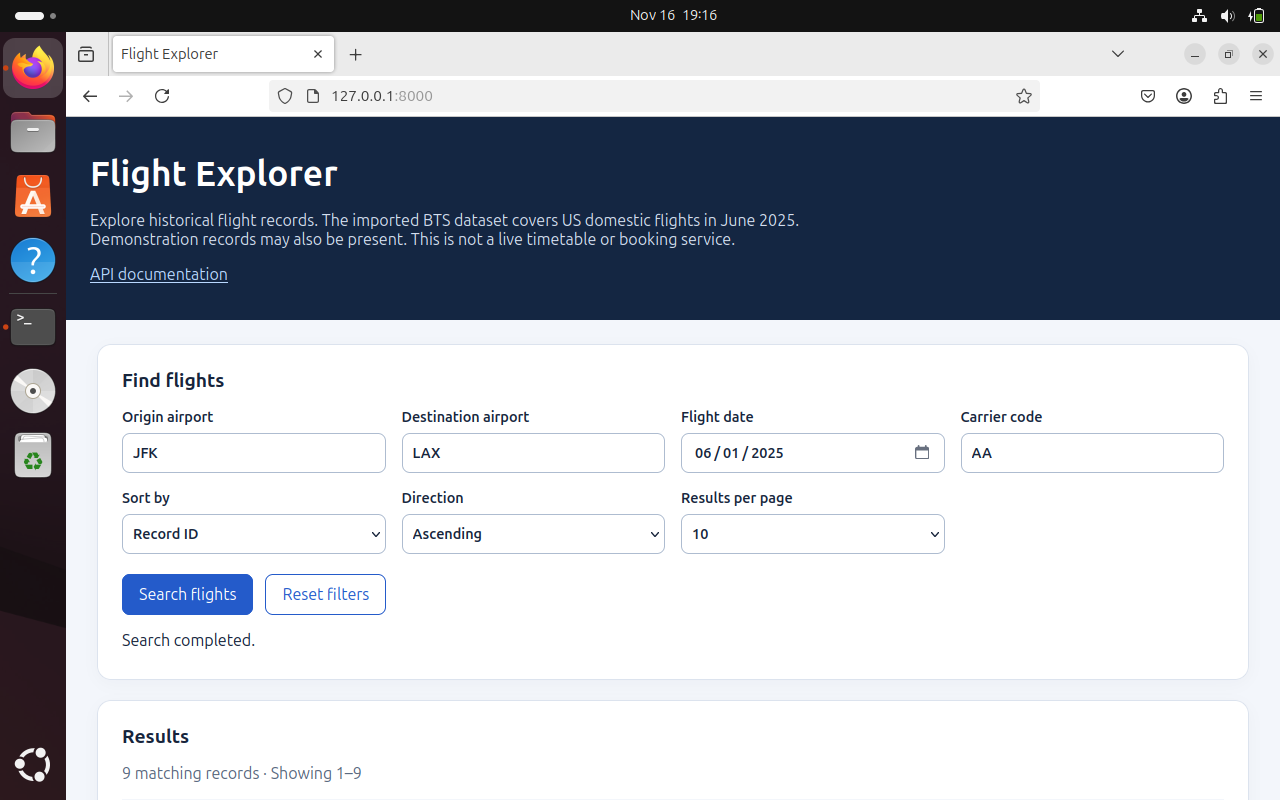 Nov 16 19:16
Flight Explorer
127.0.0.1:8000
Flight Explorer
Explore historical flight records. The imported BTS dataset covers US domestic flights in June 2025.
Demonstration records may also be present. This is not a live timetable or booking service.
API documentation
Find flights
Origin airport Destination airport Flight date Carrier code
JFK LAX 06/01/2025 AA
Sort by Direction Results per page
Record ID Ascending 10
Search flights Reset filters
Search completed.
Results
9 matching records · Showing 1–9